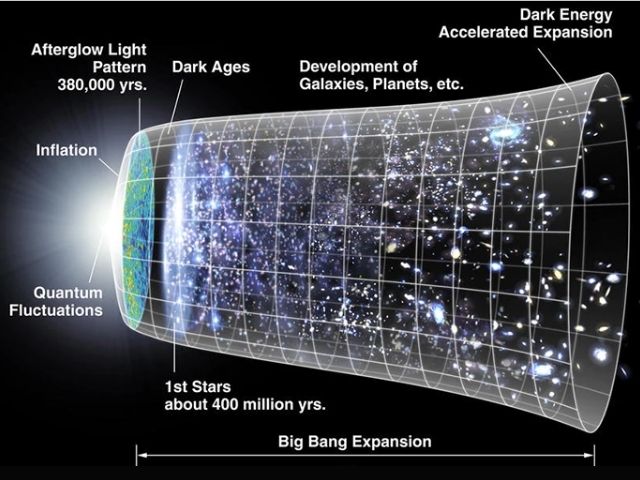 Dark Energy
Accelerated Expansion
Afterglow Light
Pattern
380,000 yrs.
Dark Ages
Development of
Galaxies, Planets, etc.
Inflation
Quantum
Fluctuations
1st Stars
about 400 million yrs.
Big Bang Expansion